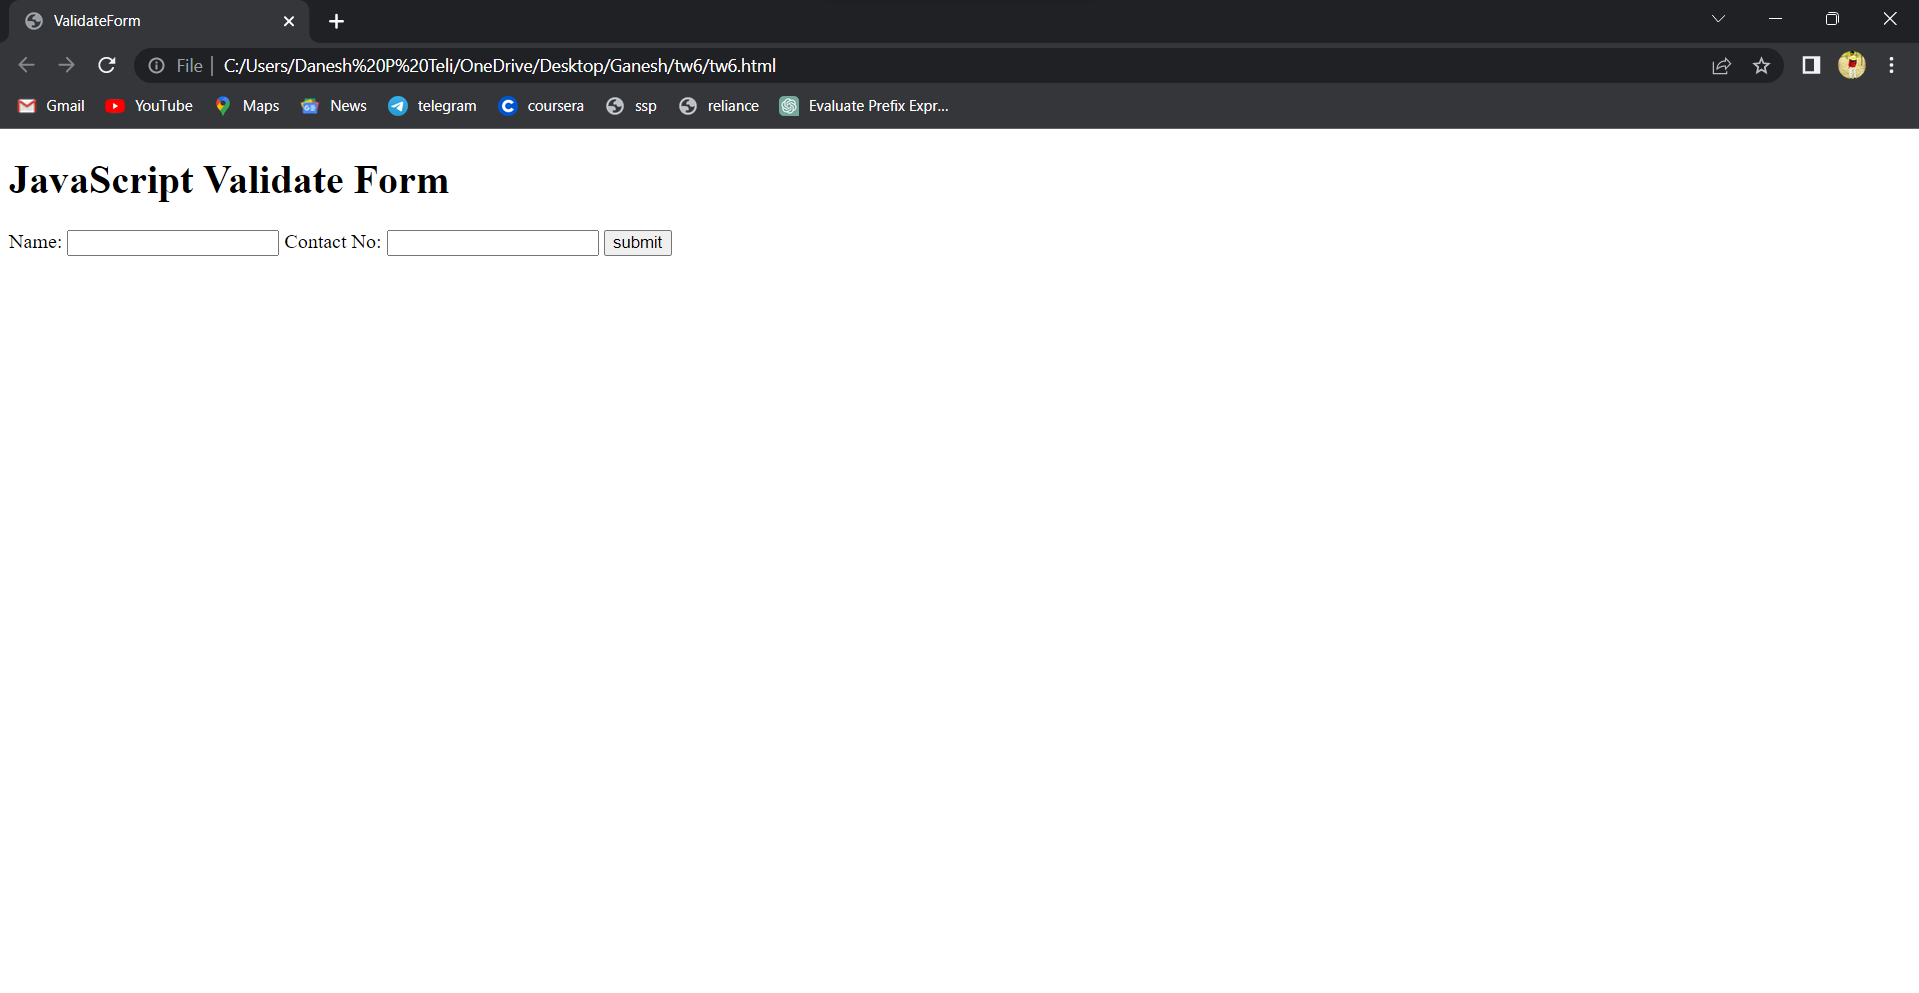 ValidateForm
File | C:/Users/Danesh%20P%20Teli/OneDrive/Desktop/Ganesh/tw6/tw6.html
Gmail YouTube Maps News telegram coursera ssp reliance Evaluate Prefix Expr...
JavaScript Validate Form
Name: Contact No: submit